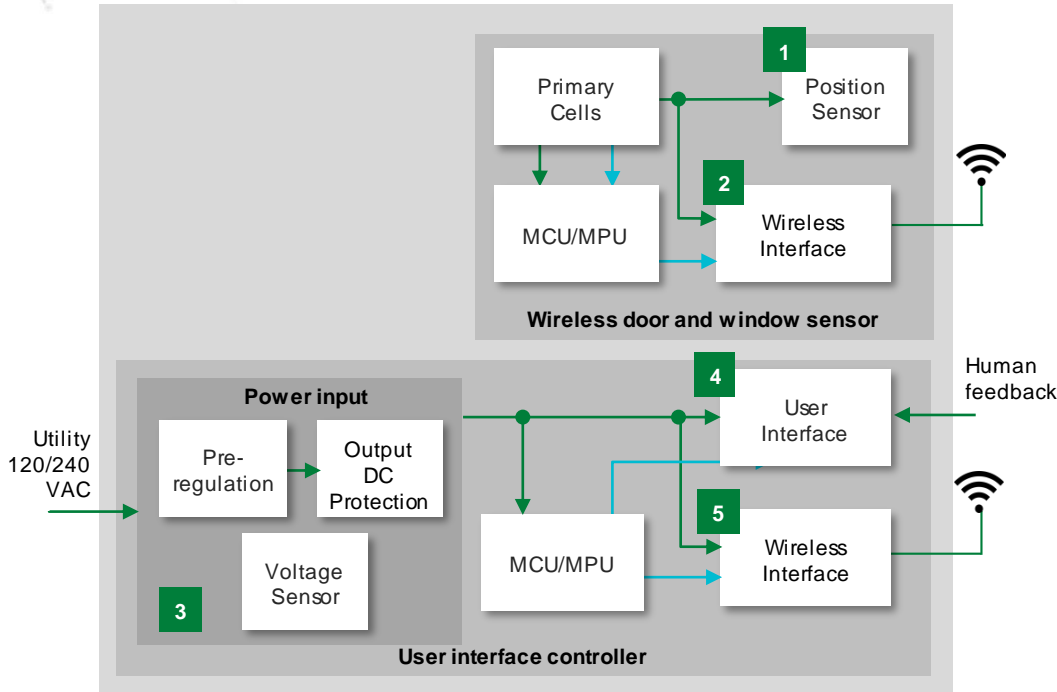 1
Primary
Cells
Position
Sensor
2
MCU/MPU
Wireless
Interface
Wireless door and window sensor
Power input
4
Human
feedback
User
Interface
Utility
120/240
VAC
Pre-
regulation
Output
DC
Protection
5
MCU/MPU
Wireless
Interface
Voltage
Sensor
3
User interface controller